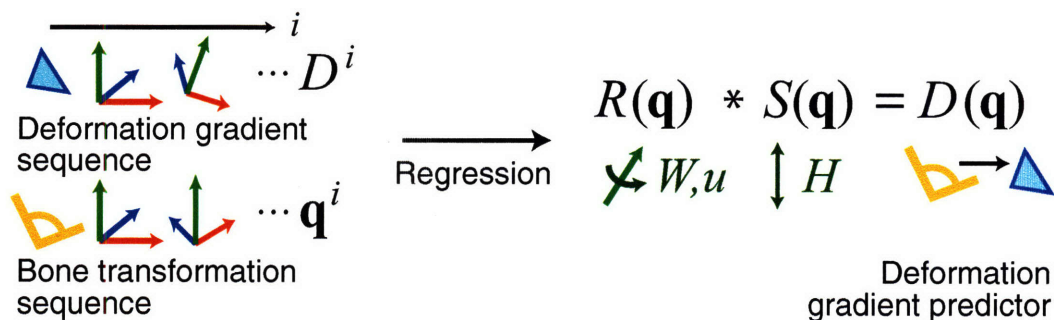 i
... D^i
Deformation gradient
sequence
... q^i
Bone transformation
sequence
Regression
R(q) * S(q) = D(q)
W,u
H
Deformation
gradient predictor